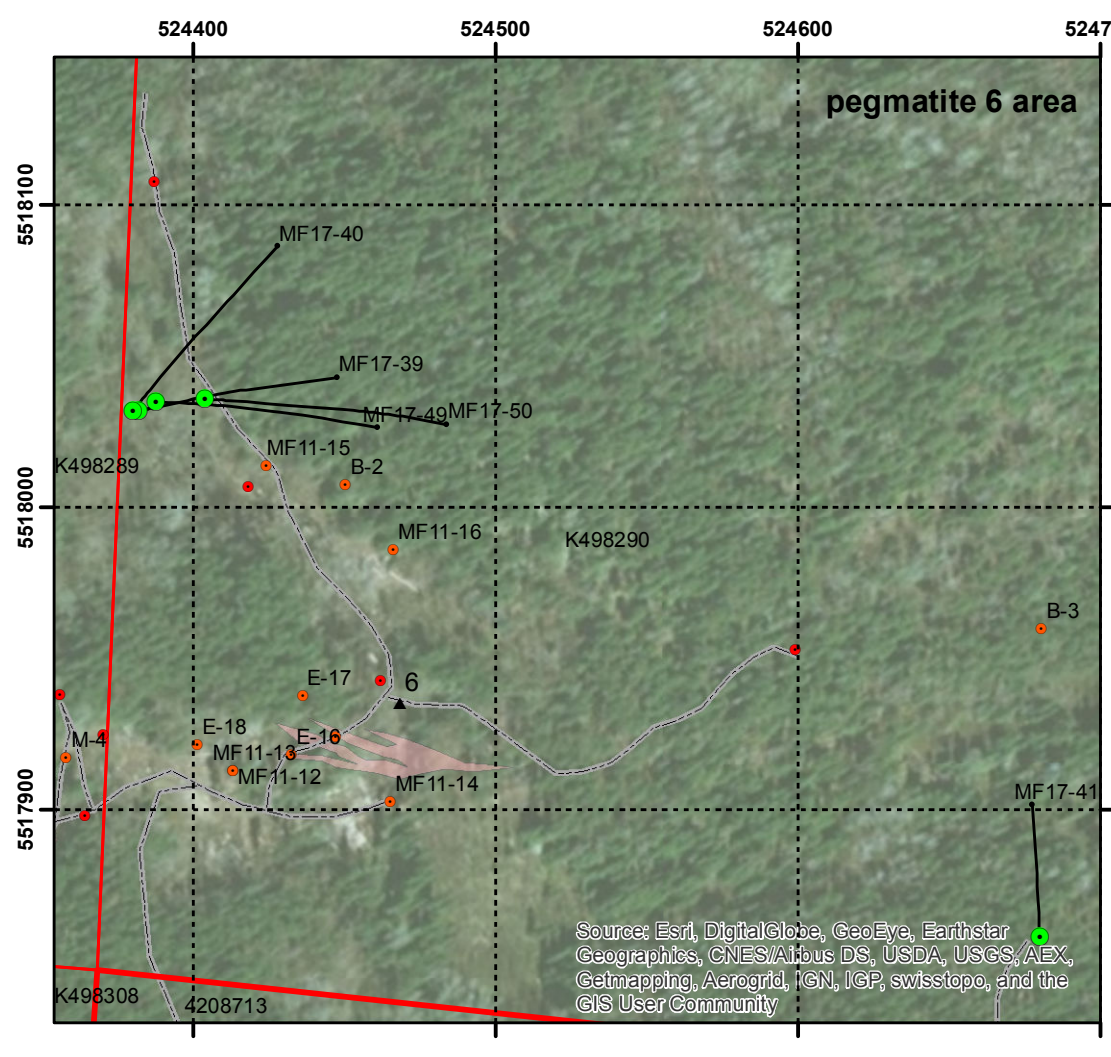 524400
524500
524600
5247
pegmatite 6 area
5518100
MF17-40
MF17-39
MF17-49
MF17-50
MF11-15
B-2
K498289
5518000
MF11-16
K498290
B-3
E-17
6
E-18
E-16
M-4
MF11-13
MF11-12
MF11-14
MF17-41
5517900
Source: Esri, DigitalGlobe, GeoEye, Earthstar
Geographics, CNES/Airbus DS, USDA, USGS, AEX,
Getmapping, Aerogrid, IGN, IGP, swisstopo, and the
GIS User Community
K498308
4208713